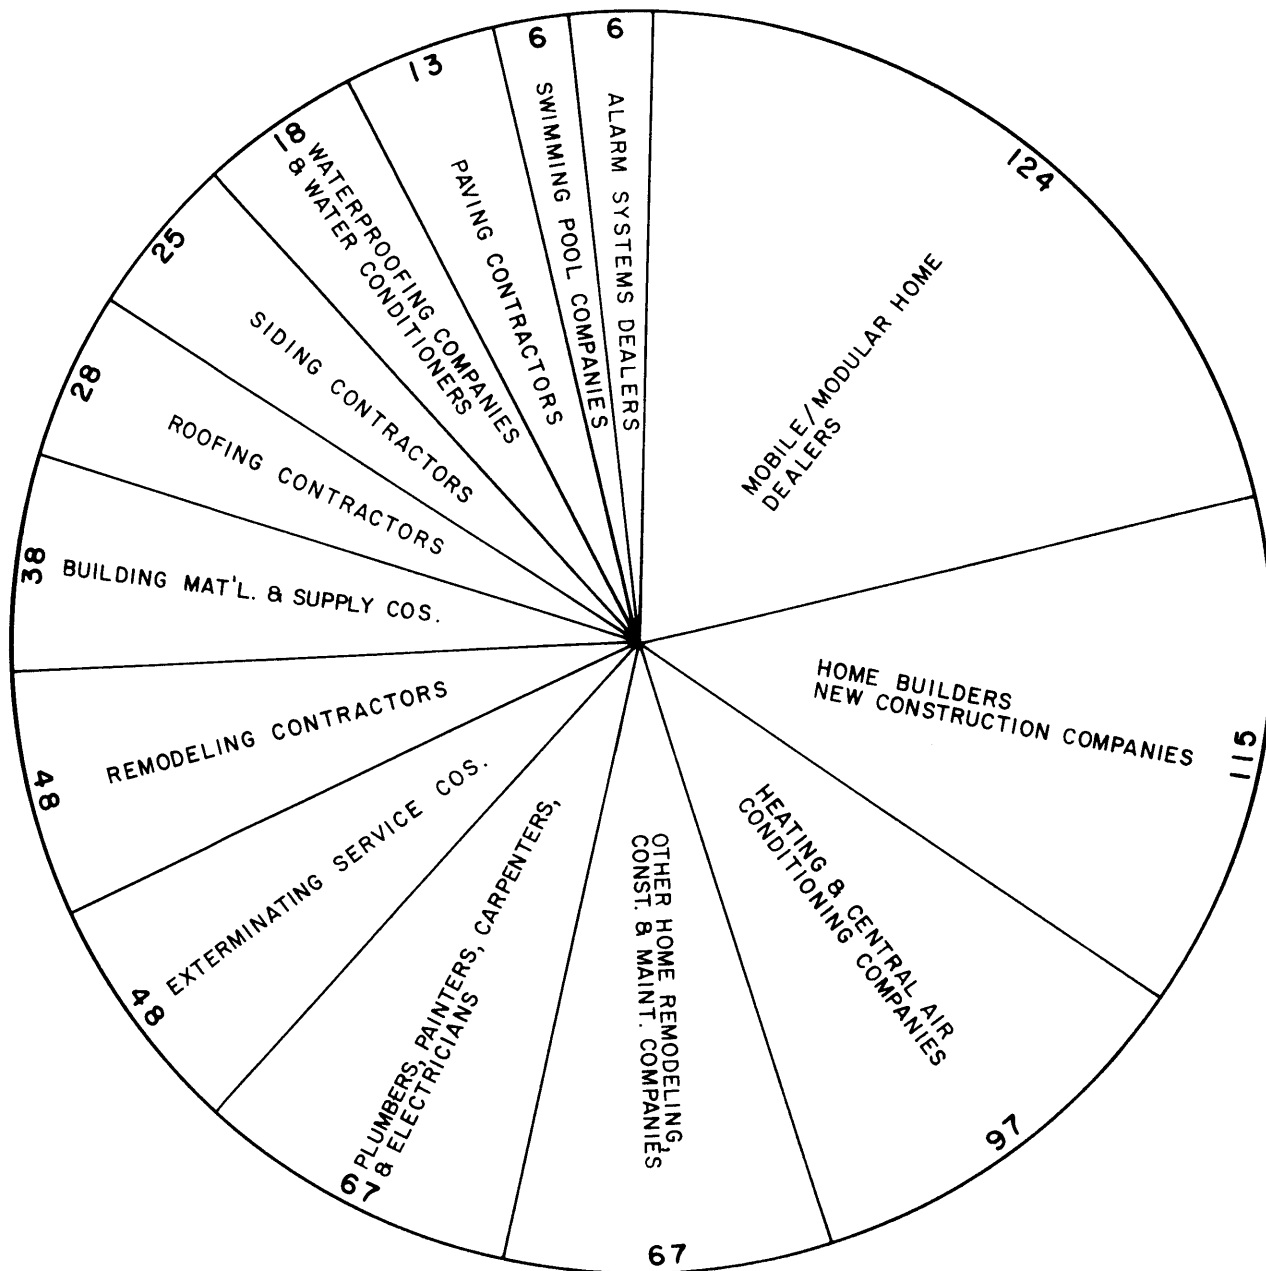 124
MOBILE/MODULAR HOME
DEALERS
115
HOME BUILDERS
NEW CONSTRUCTION COMPANIES
97
HEATING & CENTRAL AIR
CONDITIONING COMPANIES
67
OTHER HOME REMODELING,
CONST. & MAINT. COMPANIES
67
PLUMBERS, PAINTERS, CARPENTERS,
& ELECTRICIANS
48
EXTERMINATING SERVICE COS.
48
REMODELING CONTRACTORS
38
BUILDING MAT'L. & SUPPLY COS.
28
ROOFING CONTRACTORS
25
SIDING CONTRACTORS
18
WATERPROOFING COMPANIES
& WATER CONDITIONERS
13
PAVING CONTRACTORS
6
SWIMMING POOL COMPANIES
6
ALARM SYSTEMS DEALERS